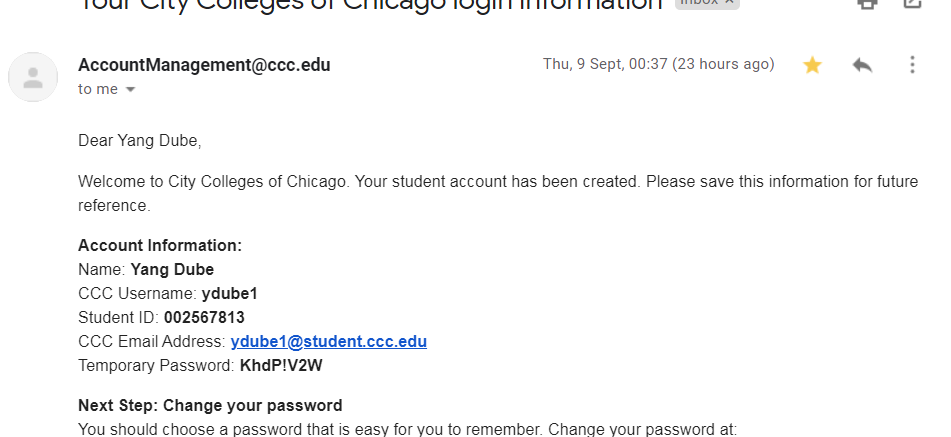 Your City Colleges of Chicago login information Inbox ×
AccountManagement@ccc.edu Thu, 9 Sept, 00:37 (23 hours ago)
to me
Dear Yang Dube,
Welcome to City Colleges of Chicago. Your student account has been created. Please save this information for future
reference.
Account Information:
Name: Yang Dube
CCC Username: ydube1
Student ID: 002567813
CCC Email Address: ydube1@student.ccc.edu
Temporary Password: KhdP!V2W
Next Step: Change your password
You should choose a password that is easy for you to remember. Change your password at: